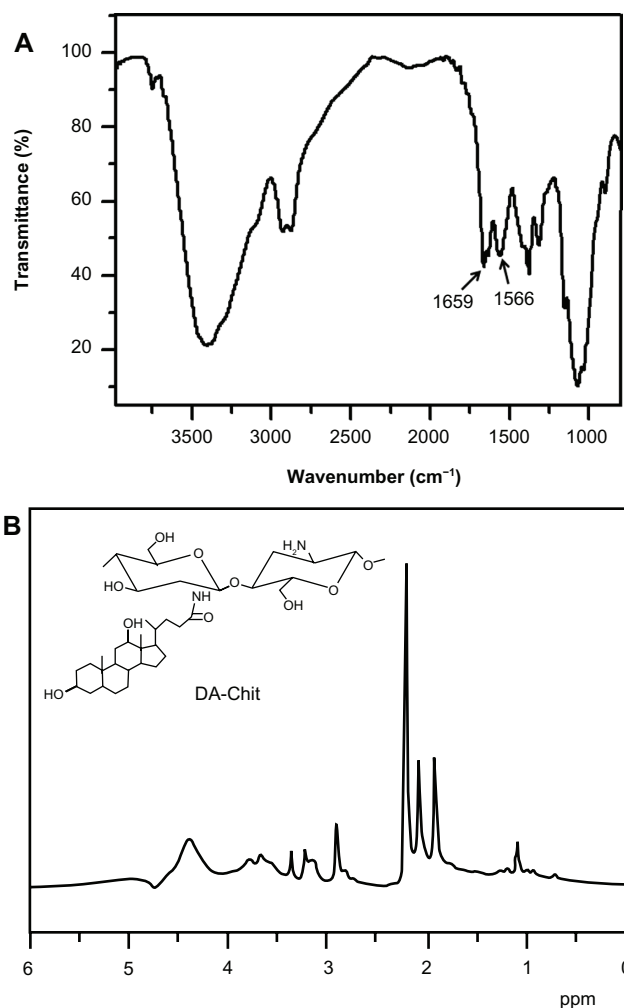 A
100
80
60
40
20
Transmittance (%)
1659
1566
3500 3000 2500 2000 1500 1000
Wavenumber (cm⁻¹)
B
OH
H₂N
O
O
O
HO
O
O
NH
OH
OH
O
HO
DA-Chit
6 5 4 3 2 1 0
ppm